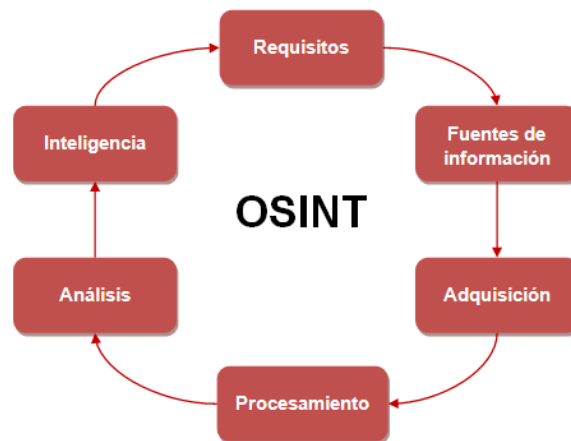 Requisitos
Fuentes de
información
Adquisición
Procesamiento
Análisis
Inteligencia
OSINT